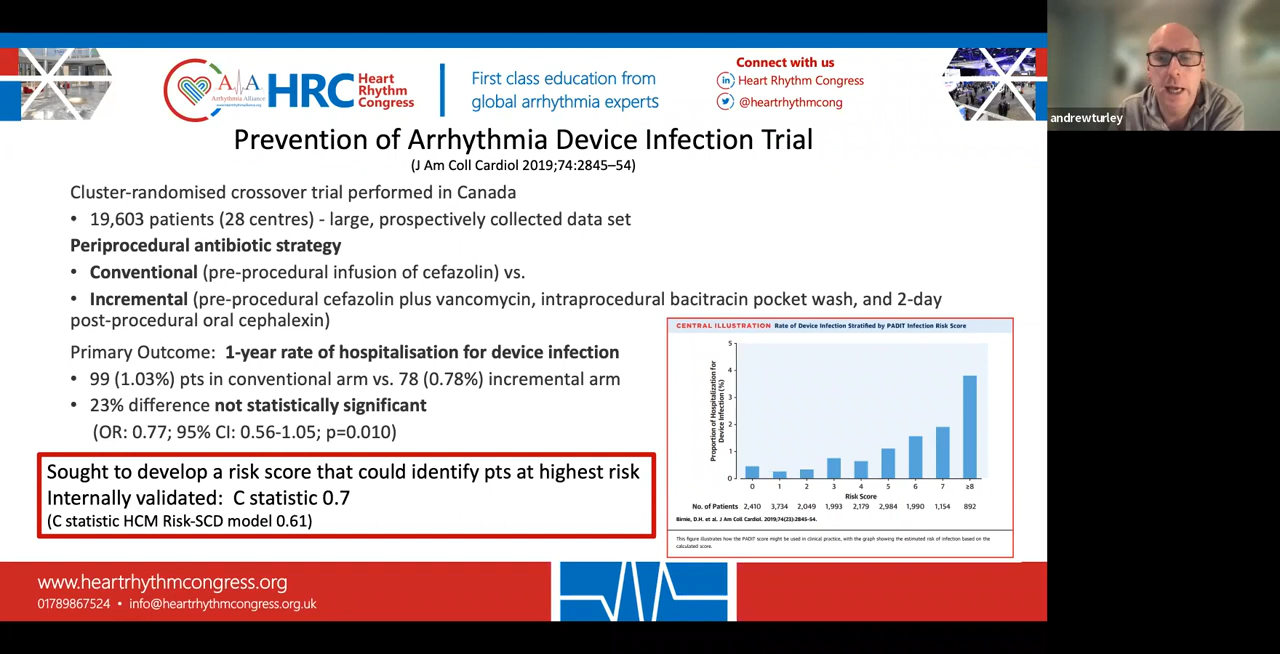 AA
Arrhythmia Alliance
HRC
Heart
Rhythm
Congress
First class education from
global arrhythmia experts
Connect with us
in Heart Rhythm Congress
@heartrhythmcong
andrewturley
Prevention of Arrhythmia Device Infection Trial
(J Am Coll Cardiol 2019;74:2845–54)
Cluster-randomised crossover trial performed in Canada
• 19,603 patients (28 centres) - large, prospectively collected data set
Periprocedural antibiotic strategy
• Conventional (pre-procedural infusion of cefazolin) vs.
• Incremental (pre-procedural cefazolin plus vancomycin, intraprocedural bacitracin pocket wash, and 2-day
post-procedural oral cephalexin)
Primary Outcome: 1-year rate of hospitalisation for device infection
• 99 (1.03%) pts in conventional arm vs. 78 (0.78%) incremental arm
• 23% difference not statistically significant
(OR: 0.77; 95% CI: 0.56-1.05; p=0.010)
Sought to develop a risk score that could identify pts at highest risk
Internally validated: C statistic 0.7
(C statistic HCM Risk-SCD model 0.61)
CENTRAL ILLUSTRATION Rate of Device Infection Stratified by PADIT Infection Risk Score
Proportion of Hospitalization for
Device Infection (%)
5
4
3
2
1
0
0 1 2 3 4 5 6 7 ≥8
Risk Score
No. of Patients 2,410 3,734 2,049 1,993 2,179 2,984 1,990 1,154 892
Birnie, D.H. et al. J Am Coll Cardiol. 2019;74(23):2845-54.
This figure illustrates how the PADIT score might be used in clinical practice, with the graph showing the estimated risk of infection based on the
calculated score.
www.heartrhythmcongress.org
01789867524 • info@heartrhythmcongress.org.uk